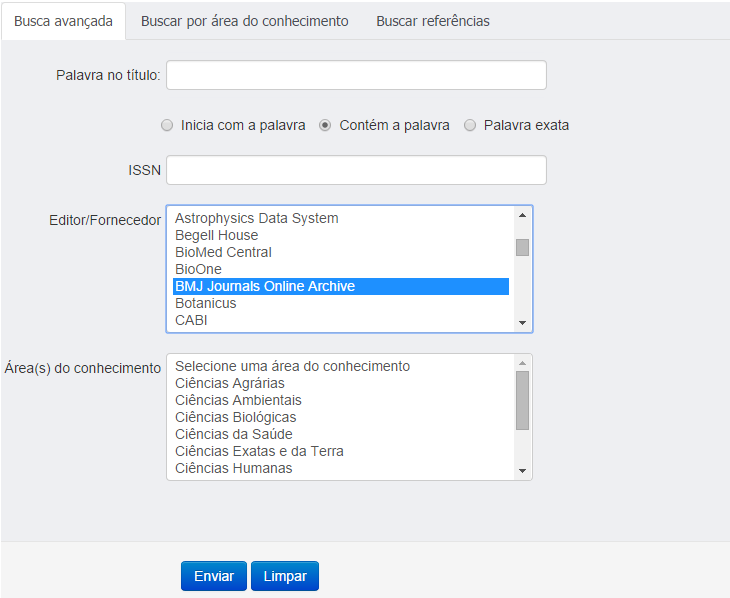 Busca avançada Buscar por área do conhecimento Buscar referências
Palavra no título:
Inicia com a palavra Contém a palavra Palavra exata
ISSN
Editor/Fornecedor
Astrophysics Data System
Begell House
BioMed Central
BioOne
BMJ Journals Online Archive
Botanicus
CABI
Área(s) do conhecimento
Selecione uma área do conhecimento
Ciências Agrárias
Ciências Ambientais
Ciências Biológicas
Ciências da Saúde
Ciências Exatas e da Terra
Ciências Humanas
Enviar Limpar